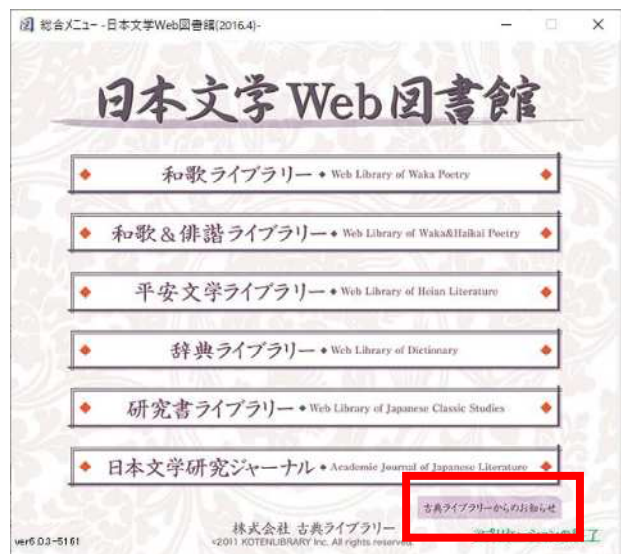 総合メニュー -日本文学Web図書館(2016.4)-
日本文学Web図書館
和歌ライブラリー ◆ Web Library of Waka Poetry
和歌&俳諧ライブラリー ◆ Web Library of Waka&Haikai Poetry
平安文学ライブラリー ◆ Web Library of Heian Literature
辞典ライブラリー ◆ Web Library of Dictionary
研究書ライブラリー ◆ Web Library of Japanese Classic Studies
日本文学研究ジャーナル ◆ Academic Journal of Japanese Literature
古典ライブラリーからのお知らせ
株式会社 古典ライブラリー
ver6.03-5161
©2011 KOTENLIBRARY Inc. All rights reserved.